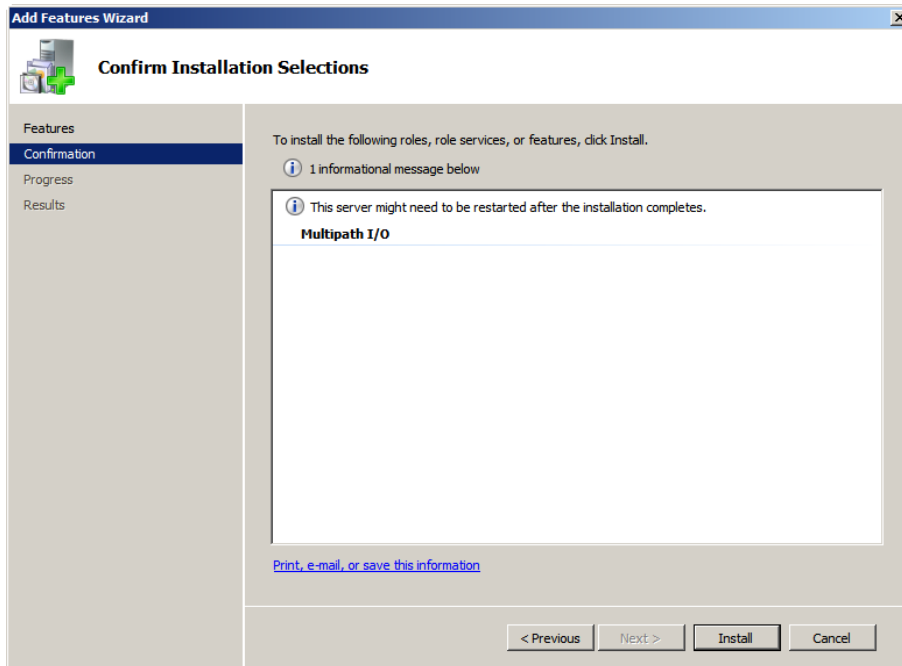 Add Features Wizard
Confirm Installation Selections
Features
Confirmation
Progress
Results
To install the following roles, role services, or features, click Install.
1 informational message below
This server might need to be restarted after the installation completes.
Multipath I/O
Print, e-mail, or save this information
< Previous
Next >
Install
Cancel